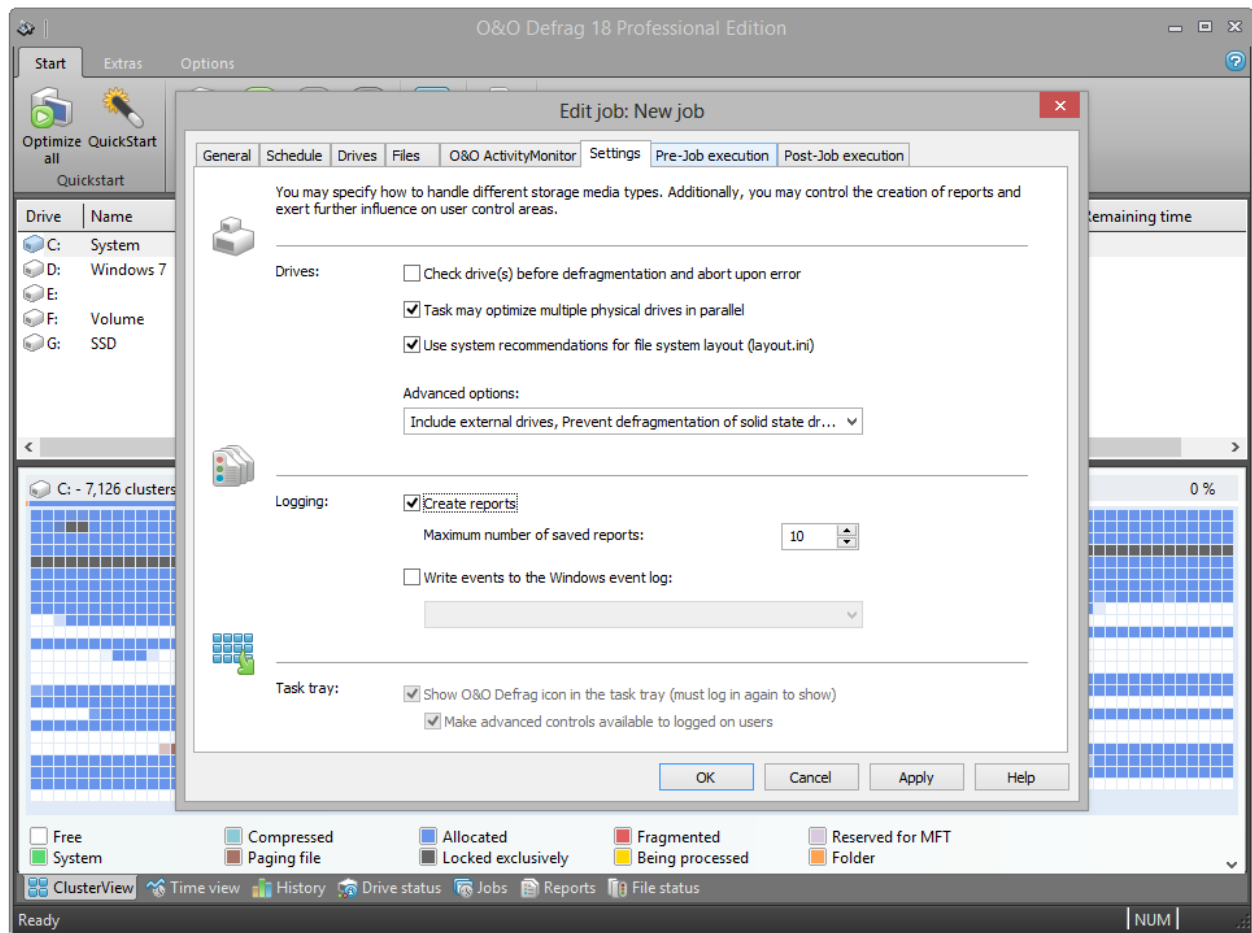 O&O Defrag 18 Professional Edition
Start Extras Options
Optimize all QuickStart
Quickstart
Edit job: New job
General Schedule Drives Files O&O ActivityMonitor Settings Pre-Job execution Post-Job execution
You may specify how to handle different storage media types. Additionally, you may control the creation of reports and
exert further influence on user control areas.
Drives:
Check drive(s) before defragmentation and abort upon error
Task may optimize multiple physical drives in parallel
Use system recommendations for file system layout (layout.ini)
Advanced options:
Include external drives, Prevent defragmentation of solid state dr...
Logging:
Create reports
Maximum number of saved reports: 10
Write events to the Windows event log:
Task tray:
Show O&O Defrag icon in the task tray (must log in again to show)
Make advanced controls available to logged on users
OK Cancel Apply Help
Drive Name
C: System
D: Windows 7
E:
F: Volume
G: SSD
Remaining time
C: - 7,126 clusters
0 %
Free Compressed Allocated Fragmented Reserved for MFT
System Paging file Locked exclusively Being processed Folder
ClusterView Time view History Drive status Jobs Reports File status
Ready NUM